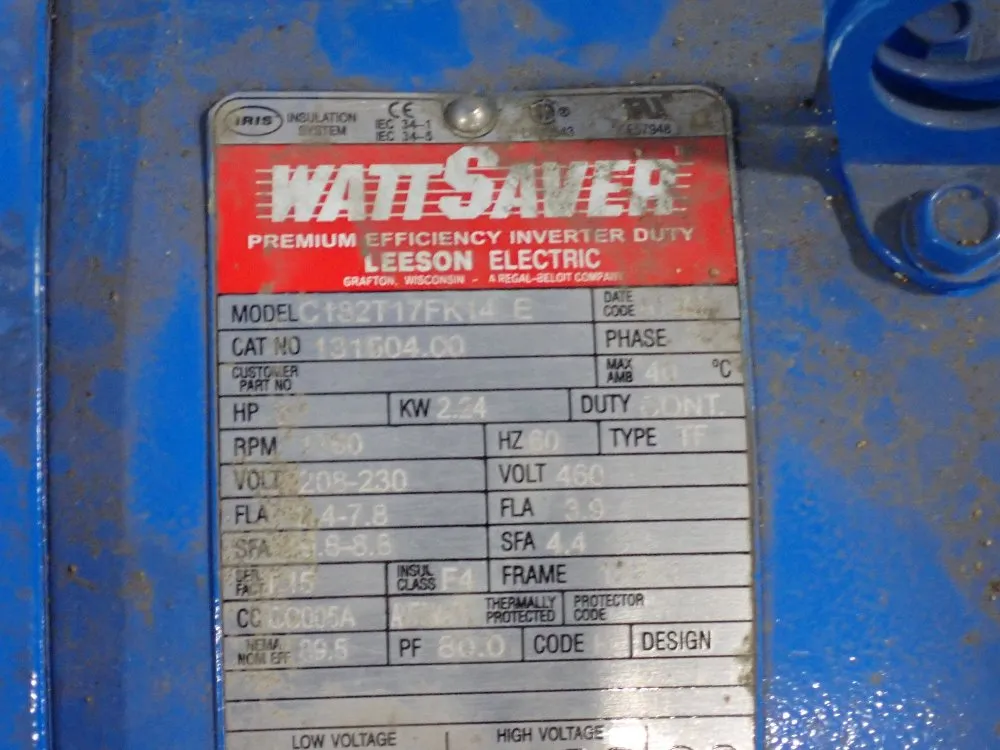 IRIS INSULATION SYSTEM CE IEC 34-1 IEC 34-5
WATTSAVER
PREMIUM EFFICIENCY INVERTER DUTY
LEESON ELECTRIC
GRAFTON, WISCONSIN - A REGAL-BELOIT COMPANY
MODEL C182T17FK14 E DATE CODE
CAT NO 131504.00 PHASE
CUSTOMER PART NO MAX AMB 40 °C
HP KW 2.24 DUTY CONT.
RPM HZ 60 TYPE TF
VOLT 208-230 VOLT 460
FLA FLA 3.9
SFA SFA 4.4
SER. FACT. INSUL CLASS F4 FRAME
CC CC005A THERMALLY PROTECTED PROTECTOR CODE
NEMA NOM EFF 89.5 PF 80.0 CODE DESIGN
LOW VOLTAGE HIGH VOLTAGE